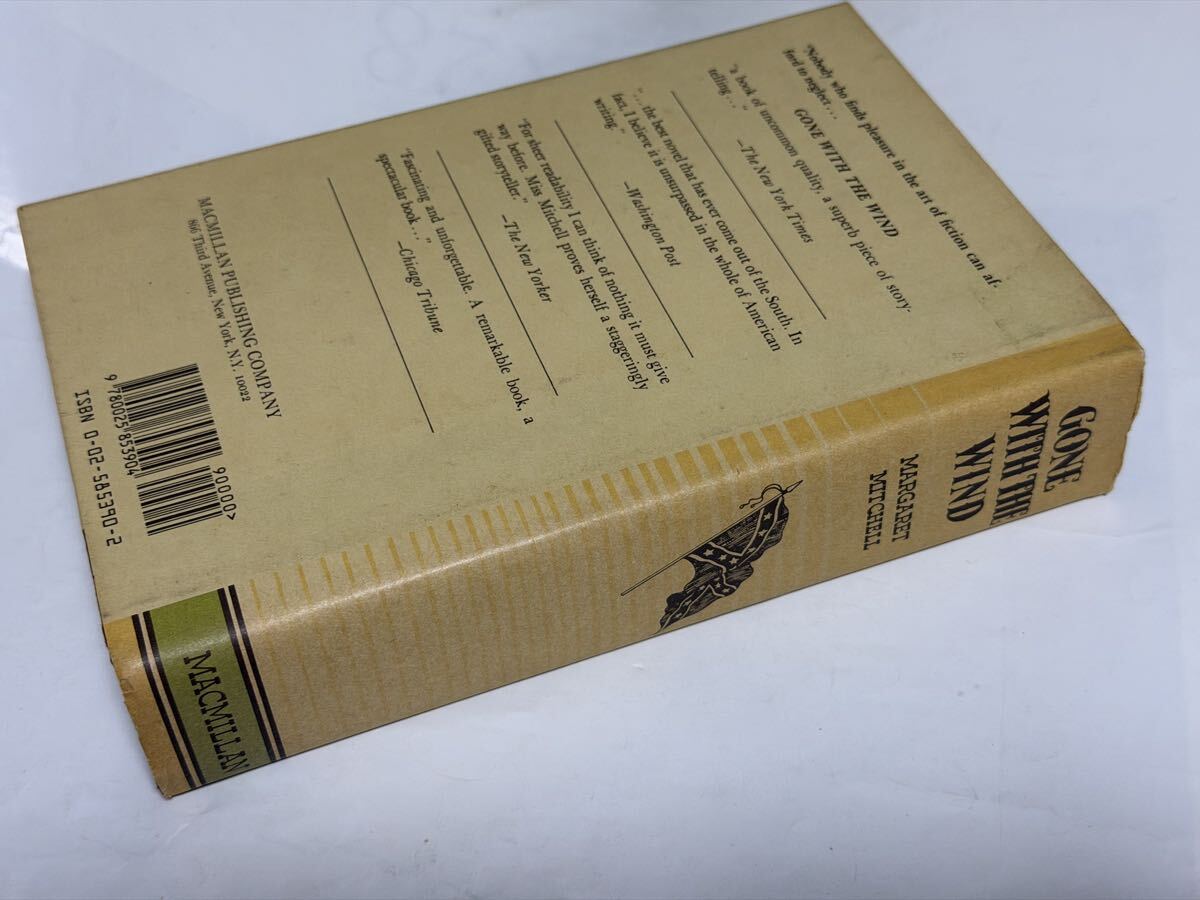 "Nobody who finds pleasure in the art of fiction can af-
ford to neglect...
GONE WITH THE WIND
"a book of uncommon quality, a superb piece of story-
telling..."
—The New York Times
"...the best novel that has ever come out of the South. In
fact, I believe it is unsurpassed in the whole of American
writing."
—Washington Post
"For sheer readability I can think of nothing it must give
way before. Miss Mitchell proves herself a staggeringly
gifted storyteller."
—The New Yorker
"Fascinating and unforgettable. A remarkable book, a
spectacular book..."
—Chicago Tribune
MACMILLAN PUBLISHING COMPANY
866 Third Avenue, New York, N.Y. 10022
90000>
9 780025 853904
ISBN 0-02-585390-2
GONE
WITH THE
WIND
MARGARET
MITCHELL
MACMILLAN